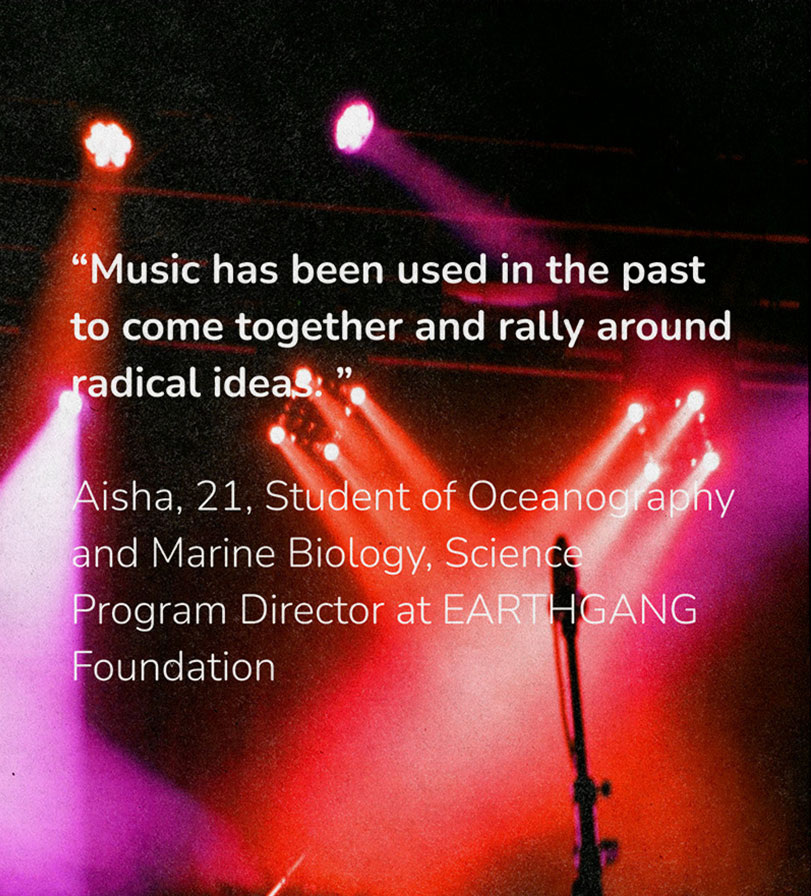 “Music has been used in the past
to come together and rally around
radical ideas. ”
Aisha, 21, Student of Oceanography
and Marine Biology, Science
Program Director at EARTHGANG
Foundation